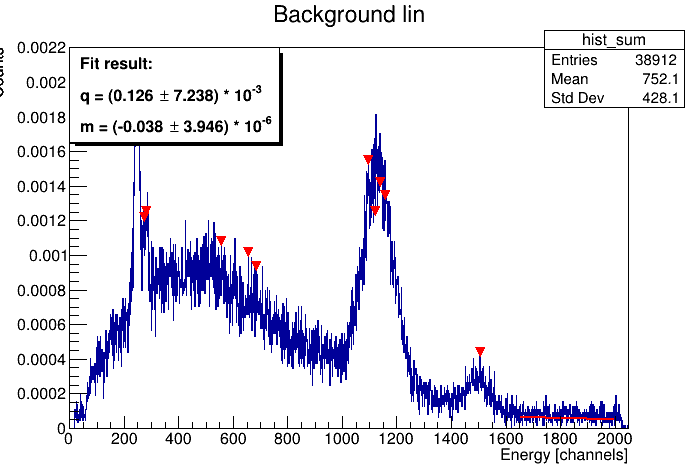 Background lin
hist_sum
Entries 38912
Mean 752.1
Std Dev 428.1
Fit result:
q = (0.126 ± 7.238) * 10⁻³
m = (-0.038 ± 3.946) * 10⁻⁶
Counts
0.0022
0.002
0.0018
0.0016
0.0014
0.0012
0.001
0.0008
0.0006
0.0004
0.0002
0
0 200 400 600 800 1000 1200 1400 1600 1800 2000
Energy [channels]